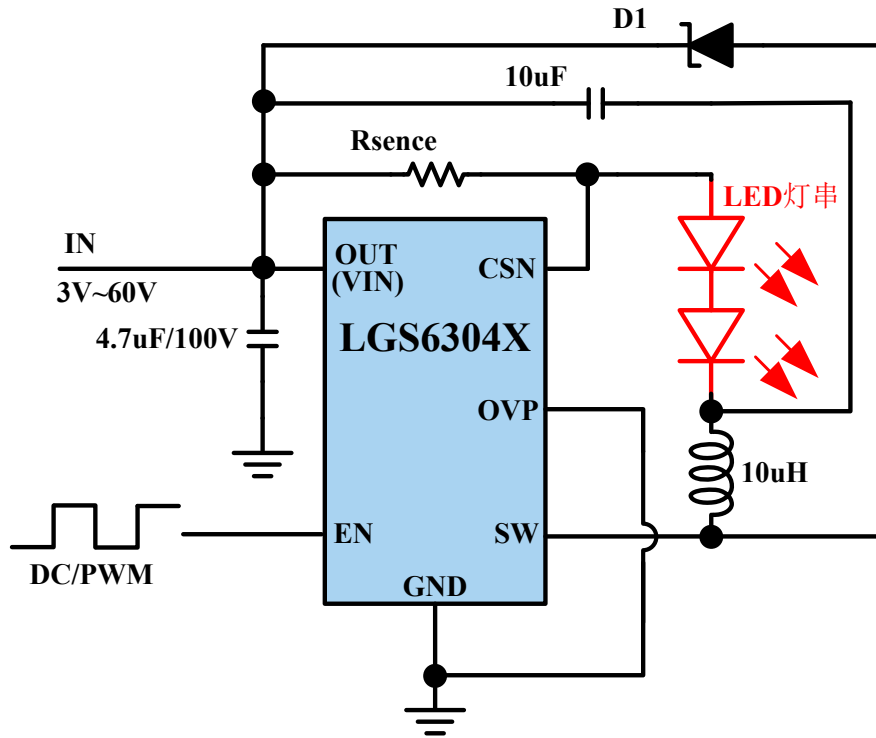 D1
10uF
Rsence
LED灯串
IN
3V~60V
OUT
(VIN)
CSN
4.7uF/100V
LGS6304X
OVP
10uH
EN
SW
DC/PWM
GND